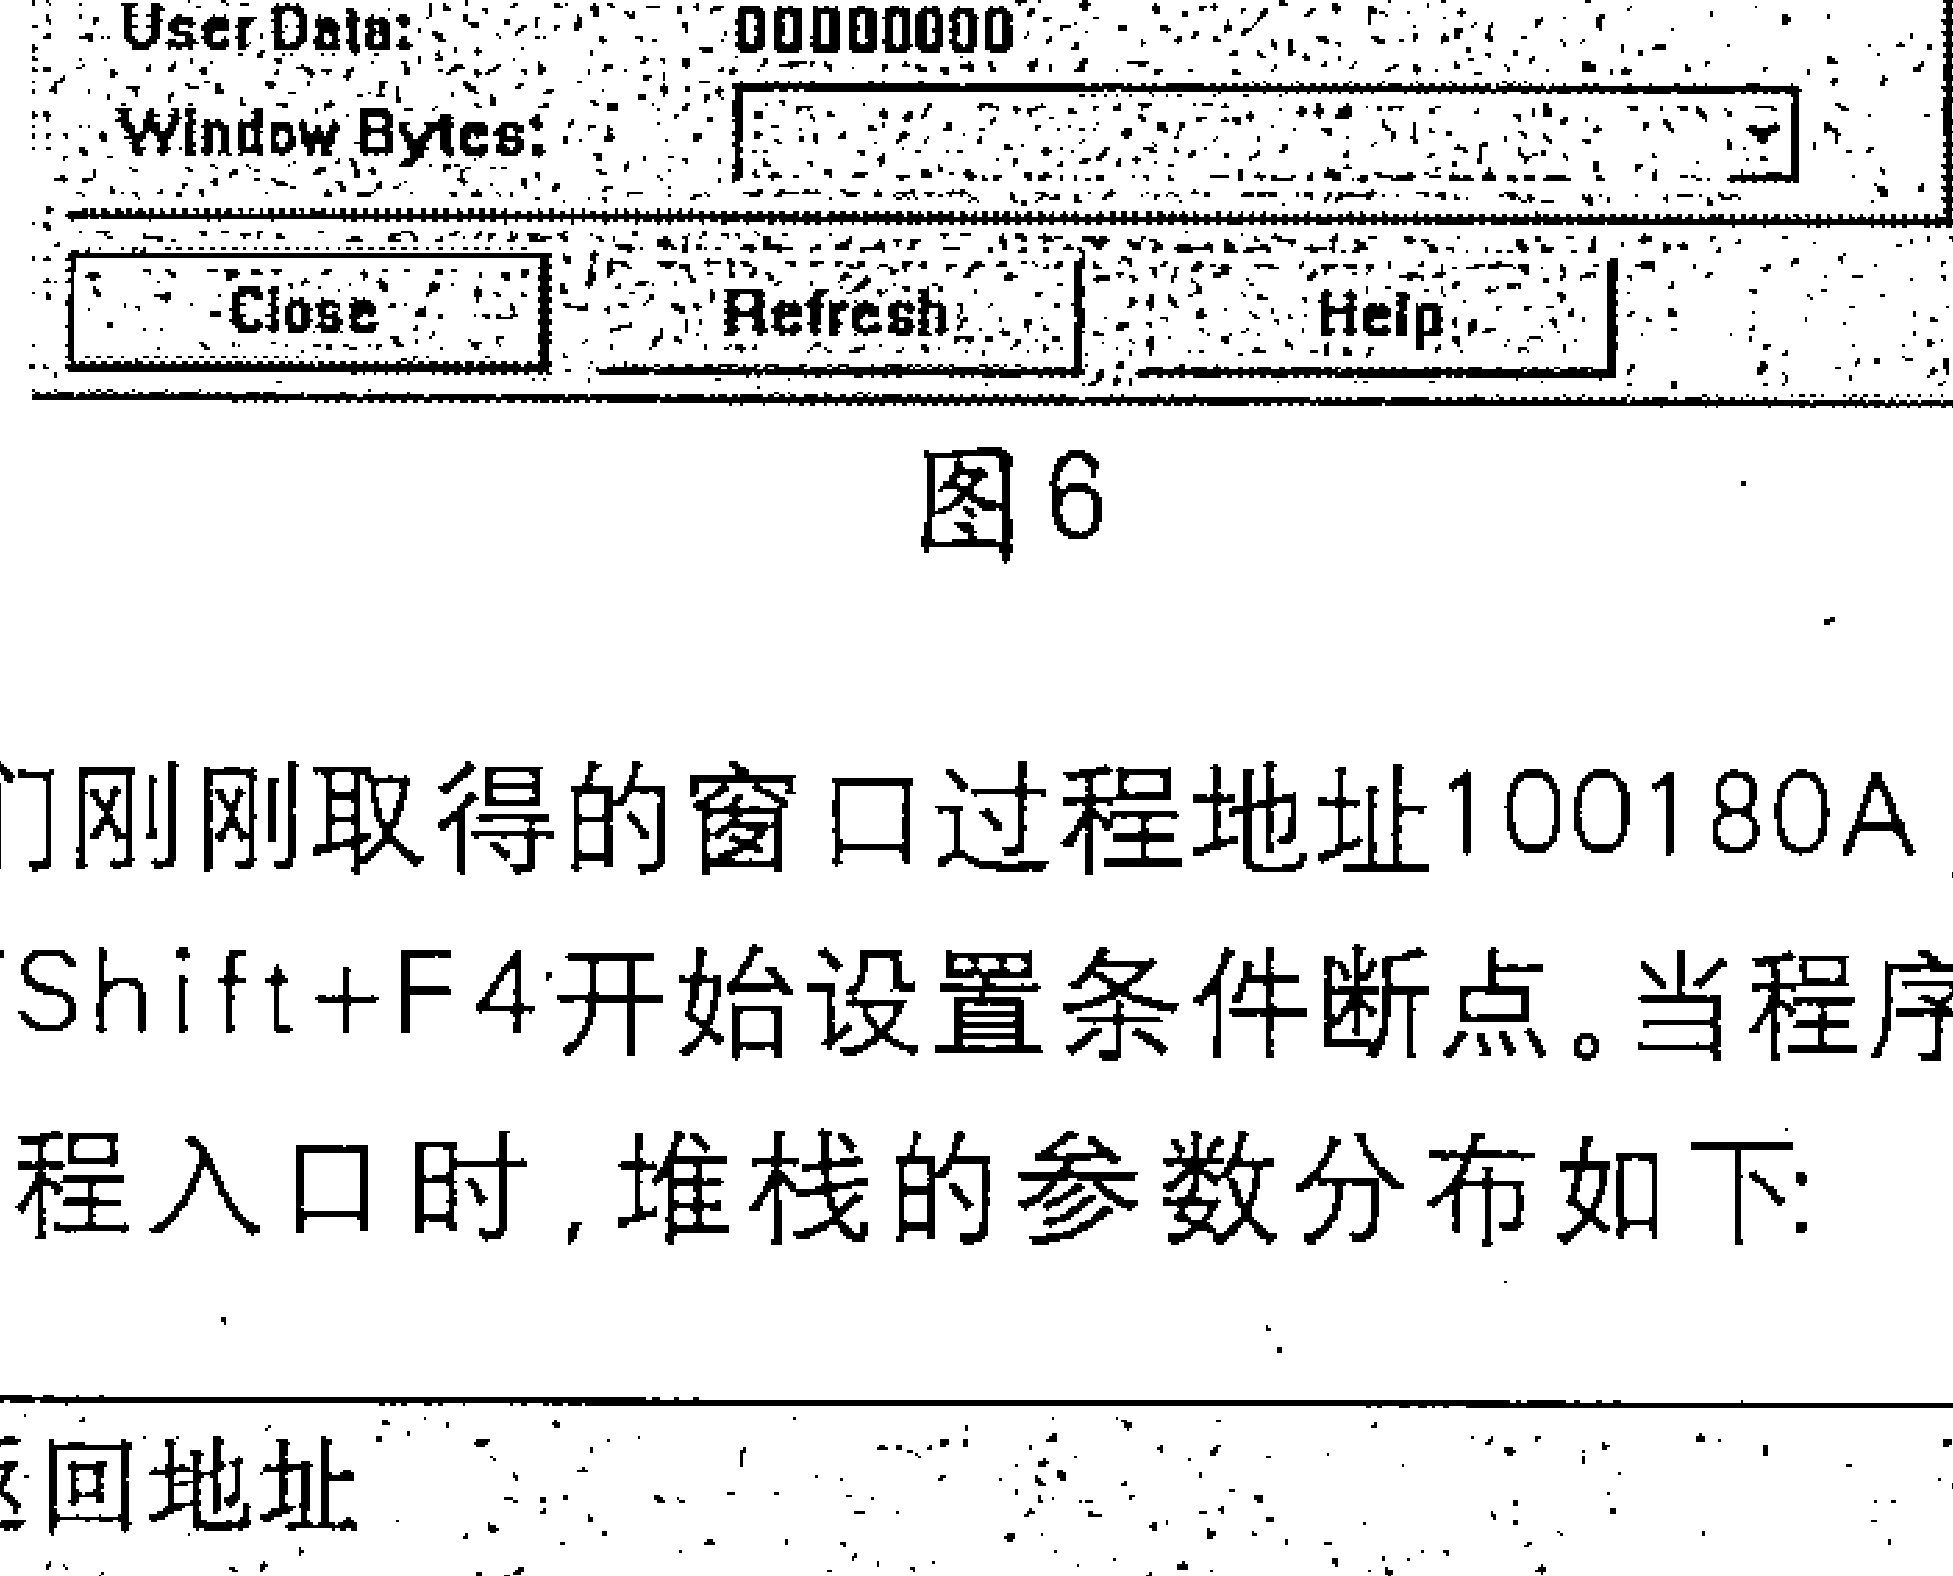 User Data: 00000000
Window Bytes:
Close Refresh Help
图6
们刚刚取得的窗口过程地址100180A
Shift+F4开始设置条件断点。当程序
程入口时,堆栈的参数分布如下:
返回地址